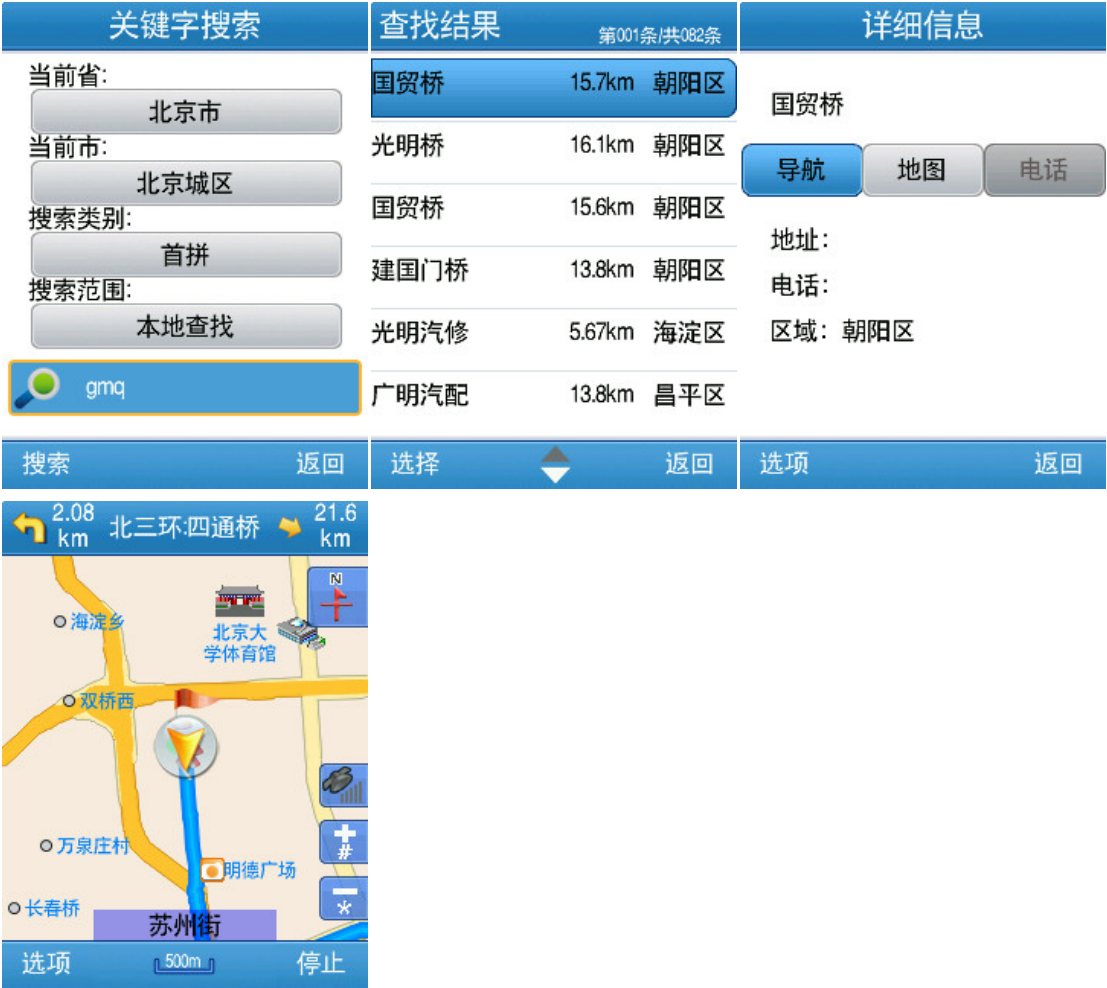 关键字搜索
当前省:
北京市
当前市:
北京城区
搜索类别:
首拼
搜索范围:
本地查找
gmq
搜索 返回
查找结果 第001条/共082条
国贸桥 15.7km 朝阳区
光明桥 16.1km 朝阳区
国贸桥 15.6km 朝阳区
建国门桥 13.8km 朝阳区
光明汽修 5.67km 海淀区
广明汽配 13.8km 昌平区
选择 返回
详细信息
国贸桥
导航 地图 电话
地址:
电话:
区域: 朝阳区
选项 返回
2.08 km 北三环:四通桥 21.6 km
N
海淀乡
北京大
学体育馆
双桥西
+
#
万泉庄村
明德广场
*
长春桥
苏州街
选项 500m 停止